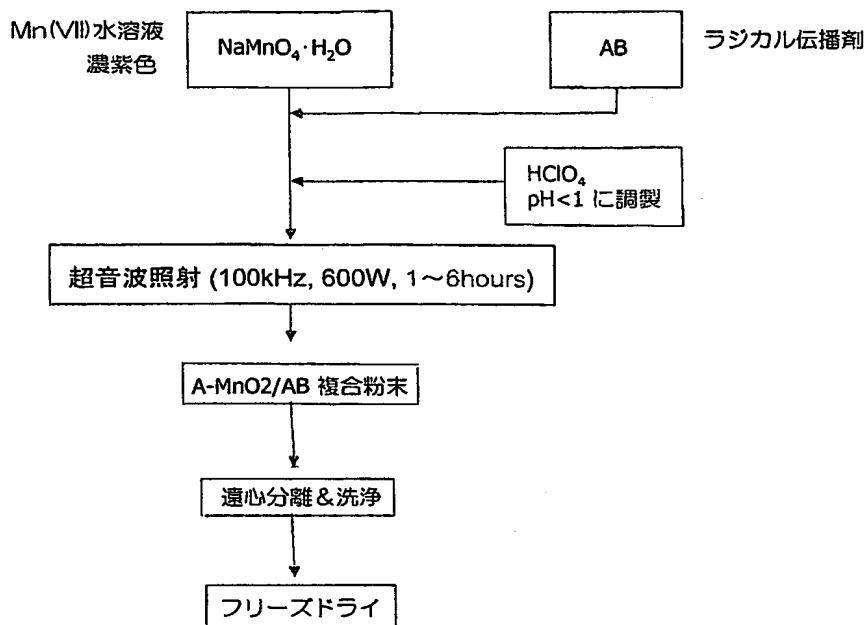 Mn(VII)水溶液
濃紫色
NaMnO₄·H₂O
AB
ラジカル伝播剤
HClO₄
pH<1 に調製
超音波照射 (100kHz, 600W, 1～6hours)
A-MnO2/AB 複合粉末
遠心分離&洗浄
フリーズドライ